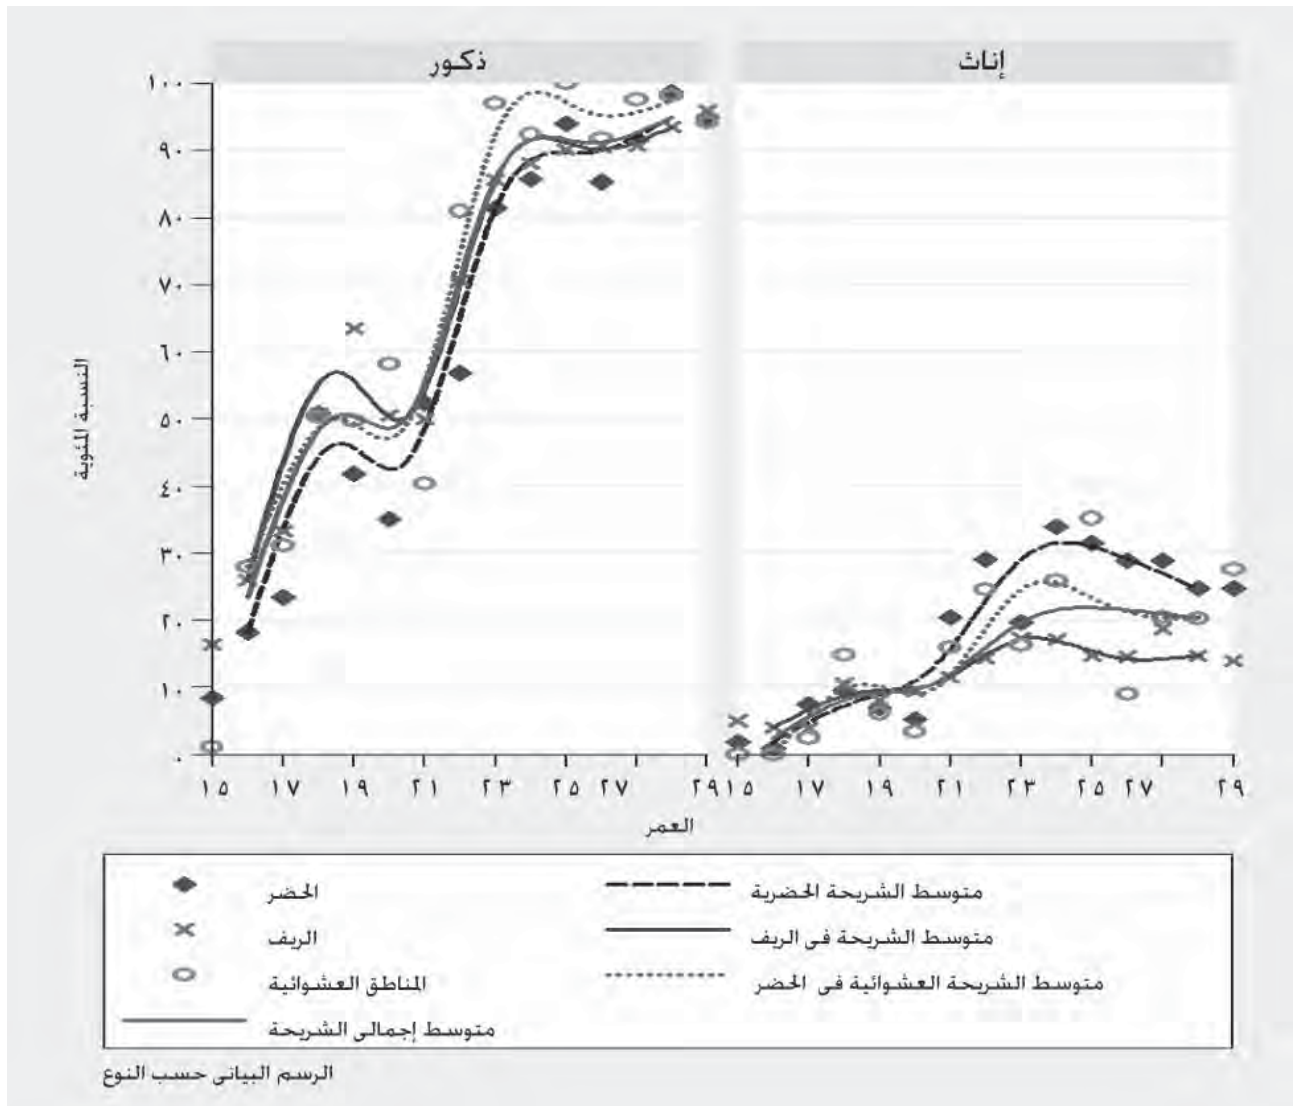 ذكور
إناث
١٠٠
٩٠
٨٠
٧٠
٦٠
٥٠
٤٠
٣٠
٢٠
١٠
٠
النسبة المئوية
١٥ ١٧ ١٩ ٢١ ٢٣ ٢٥ ٢٧ ٢٩
١٥ ١٧ ١٩ ٢١ ٢٣ ٢٥ ٢٧ ٢٩
العمر
الحضر
متوسط الشريحة الحضرية
الريف
متوسط الشريحة فى الريف
المناطق العشوائية
متوسط الشريحة العشوائية فى الحضر
متوسط إجمالى الشريحة
الرسم البيانى حسب النوع